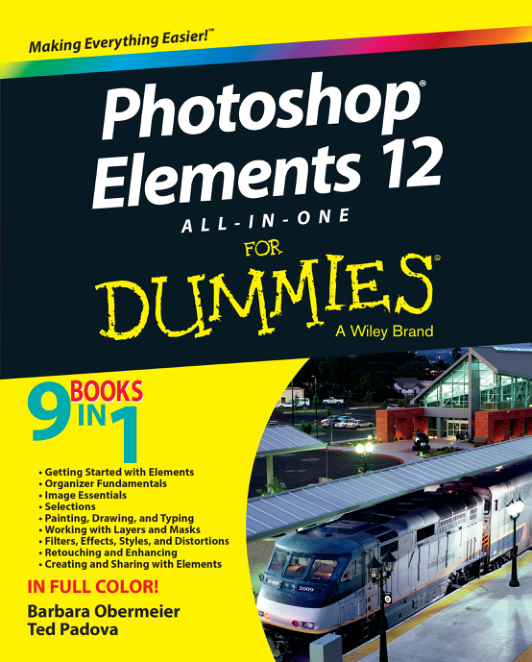 Making Everything Easier!™
Photoshop®
Elements 12
ALL-IN-ONE
FOR
DUMMIES®
A Wiley Brand
9 BOOKS
IN 1
• Getting Started with Elements
• Organizer Fundamentals
• Image Essentials
• Selections
• Painting, Drawing, and Typing
• Working with Layers and Masks
• Filters, Effects, Styles, and Distortions
• Retouching and Enhancing
• Creating and Sharing with Elements
IN FULL COLOR!
Barbara Obermeier
Ted Padova